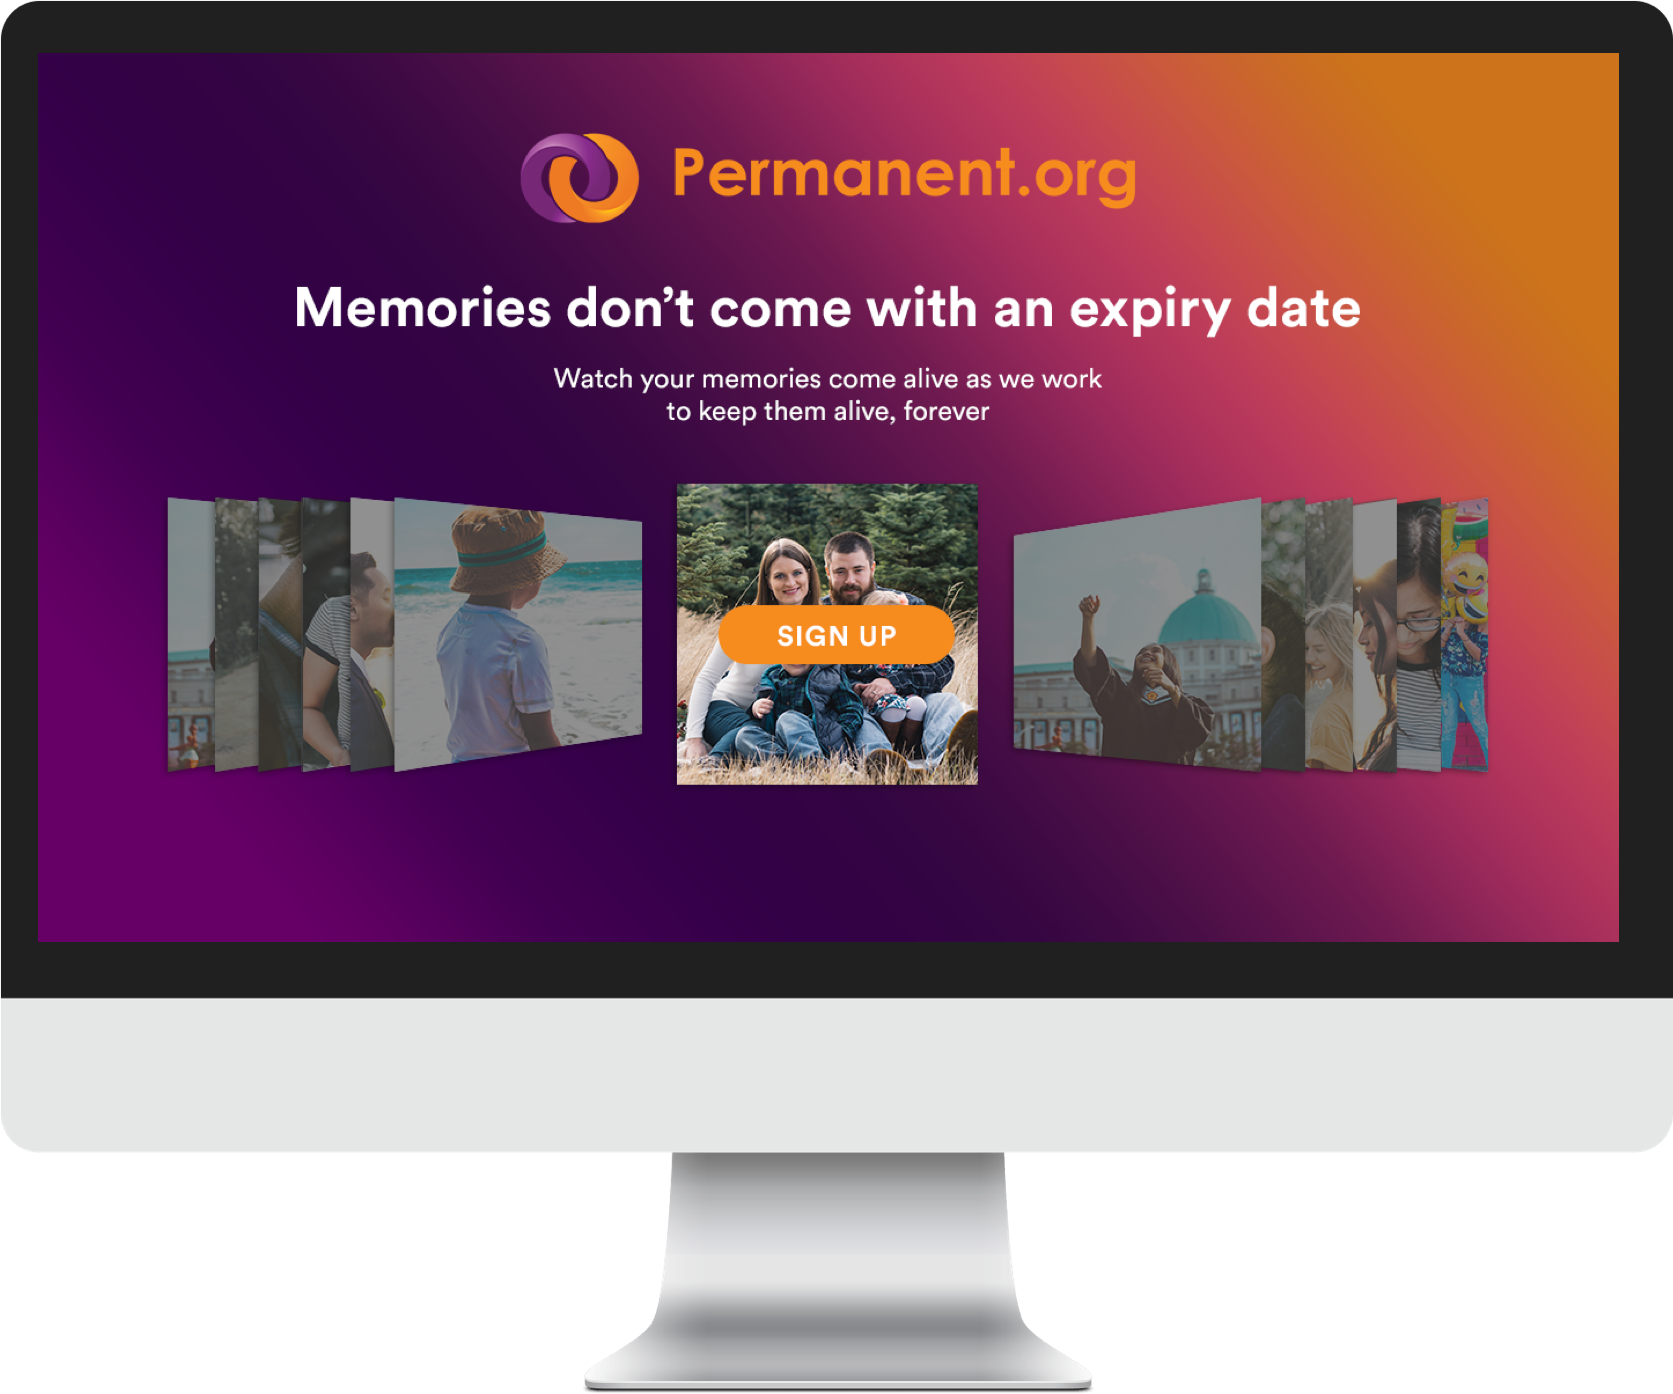 Permanent.org
Memories don’t come with an expiry date
Watch your memories come alive as we work
to keep them alive, forever
SIGN UP